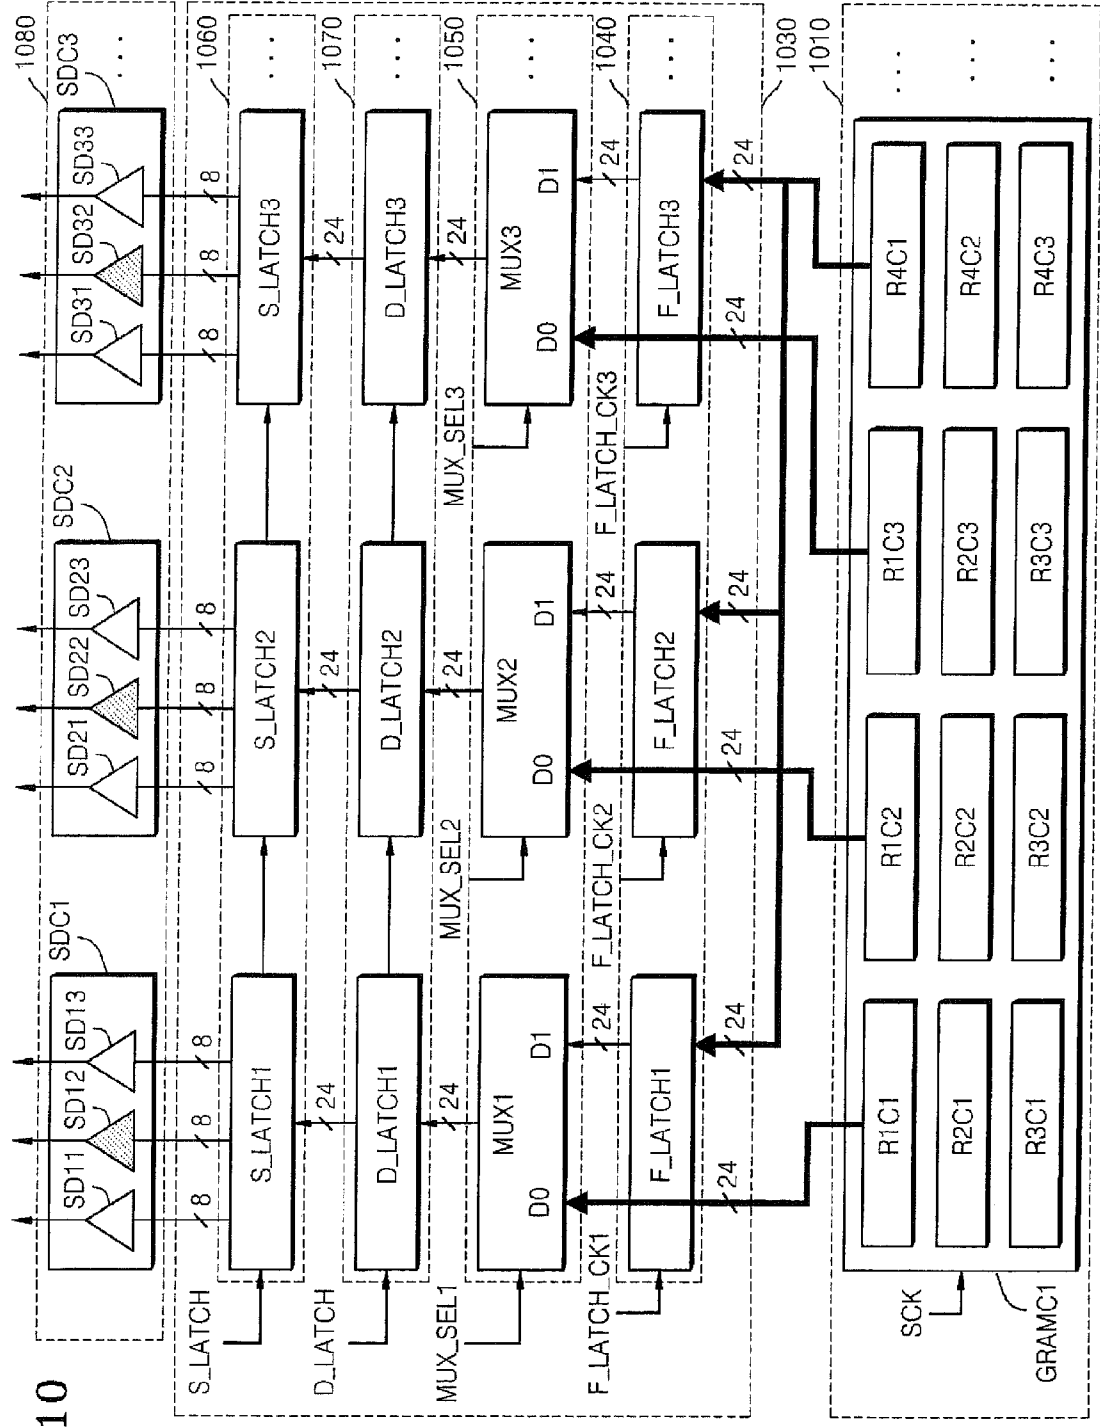 10
1080
SDC1
SDC2
SDC3
SD11
SD12
SD13
SD21
SD22
SD23
SD31
SD32
SD33
...
8
8
8
8
8
8
8
8
8
1060
S_LATCH
S_LATCH1
S_LATCH2
S_LATCH3
...
24
24
24
1070
D_LATCH
D_LATCH1
D_LATCH2
D_LATCH3
...
24
24
24
1050
MUX_SEL1
MUX1
D0
D1
MUX_SEL2
MUX2
D0
D1
MUX_SEL3
MUX3
D0
D1
...
24
24
24
1040
F_LATCH_CK1
F_LATCH1
F_LATCH_CK2
F_LATCH2
F_LATCH_CK3
F_LATCH3
...
24
24
24
24
24
24
1030
1010
SCK
GRAMC1
R1C1
R1C2
R1C3
R4C1
...
R2C1
R2C2
R2C3
R4C2
...
R3C1
R3C2
R3C3
R4C3
...